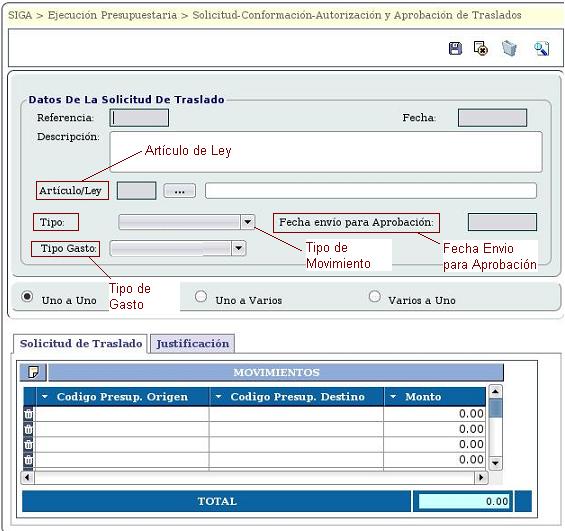 SIGA > Ejecución Presupuestaria > Solicitud-Conformación-Autorización y Aprobación de Traslados
Datos De La Solicitud De Traslado
Referencia: Fecha:
Descripción:
Artículo de Ley
Artículo/Ley ...
Tipo: Fecha envío para Aprobación:
Tipo de Movimiento
Fecha Envio para Aprobación
Tipo Gasto:
Tipo de Gasto
Uno a Uno Uno a Varios Varios a Uno
Solicitud de Traslado Justificación
MOVIMIENTOS
Codigo Presup. Origen Codigo Presup. Destino Monto
0.00
0.00
0.00
0.00
TOTAL 0.00